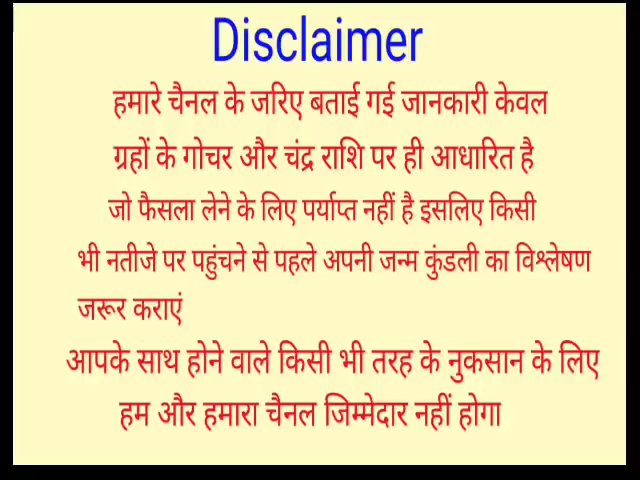 Disclaimer
हमारे चैनल के जरिए बताई गई जानकारी केवल
ग्रहों के गोचर और चंद्र राशि पर ही आधारित है
जो फैसला लेने के लिए पर्याप्त नहीं है इसलिए किसी
भी नतीजे पर पहुंचने से पहले अपनी जन्म कुंडली का विश्लेषण
जरूर कराएं
आपके साथ होने वाले किसी भी तरह के नुकसान के लिए
हम और हमारा चैनल जिम्मेदार नहीं होगा